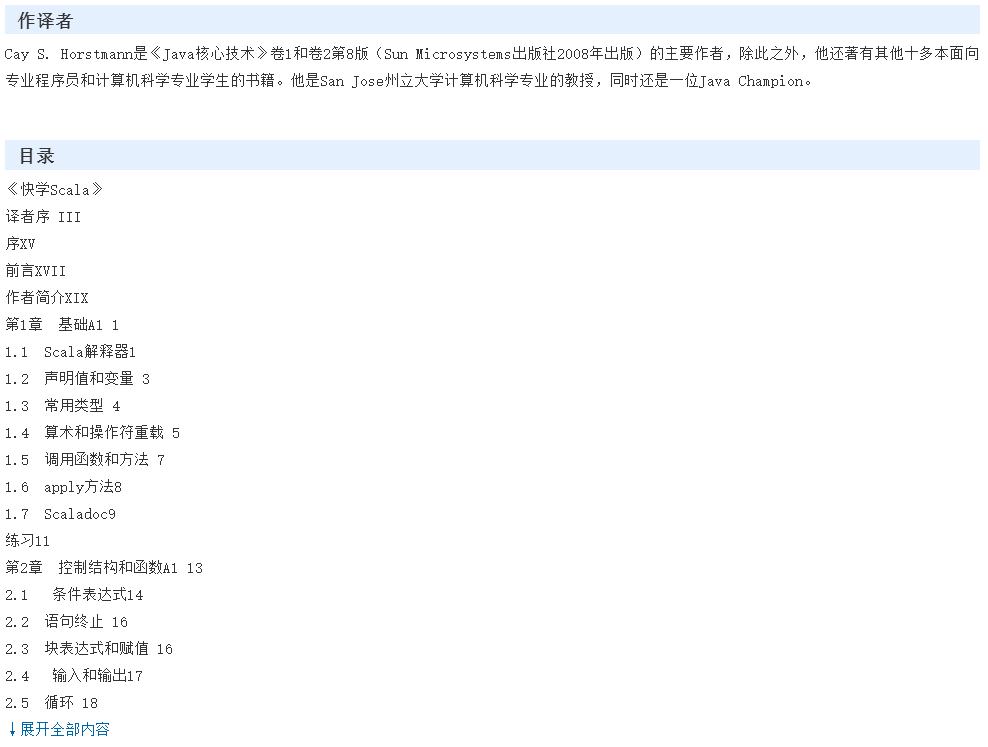 作译者
Cay S. Horstmann是《Java核心技术》卷1和卷2第8版（Sun Microsystems出版社2008年出版）的主要作者，除此之外，他还著有其他十多本面向
专业程序员和计算机科学专业学生的书籍。他是San Jose州立大学计算机科学专业的教授，同时还是一位Java Champion。
目录
《快学Scala》
译者序 III
序XV
前言XVII
作者简介XIX
第1章　基础A1 1
1.1  Scala解释器1
1.2  声明值和变量 3
1.3  常用类型 4
1.4  算术和操作符重载 5
1.5  调用函数和方法 7
1.6  apply方法8
1.7  Scaladoc9
练习11
第2章　控制结构和函数A1 13
2.1   条件表达式14
2.2  语句终止 16
2.3  块表达式和赋值 16
2.4   输入和输出17
2.5  循环 18
↓展开全部内容